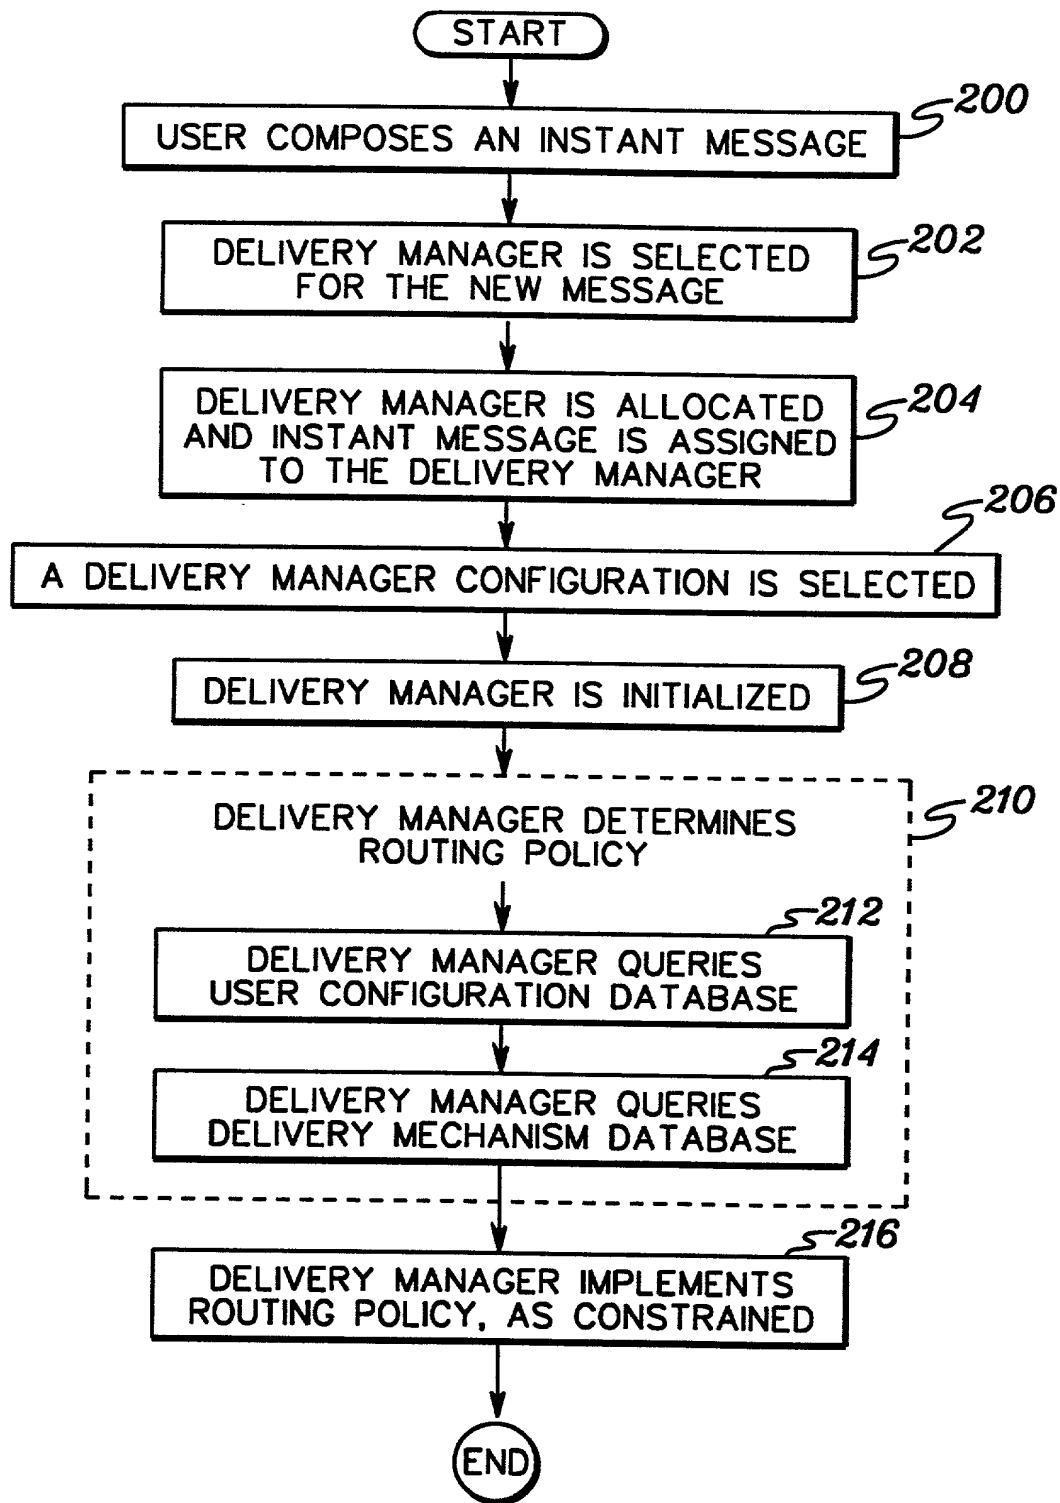 START
200
USER COMPOSES AN INSTANT MESSAGE
202
DELIVERY MANAGER IS SELECTED
FOR THE NEW MESSAGE
204
DELIVERY MANAGER IS ALLOCATED
AND INSTANT MESSAGE IS ASSIGNED
TO THE DELIVERY MANAGER
206
A DELIVERY MANAGER CONFIGURATION IS SELECTED
208
DELIVERY MANAGER IS INITIALIZED
210
DELIVERY MANAGER DETERMINES
ROUTING POLICY
212
DELIVERY MANAGER QUERIES
USER CONFIGURATION DATABASE
214
DELIVERY MANAGER QUERIES
DELIVERY MECHANISM DATABASE
216
DELIVERY MANAGER IMPLEMENTS
ROUTING POLICY, AS CONSTRAINED
END